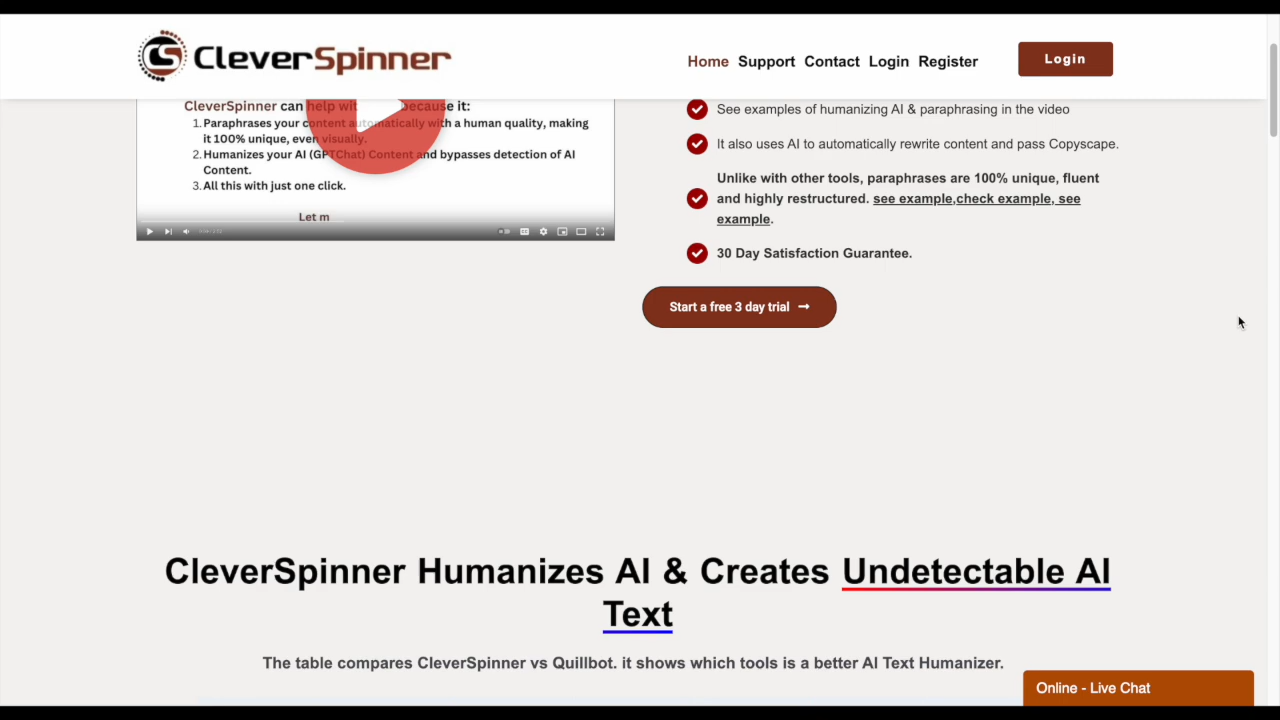 CleverSpinner
Home Support Contact Login Register
Login
CleverSpinner can help wit because it:
1. Paraphrases your content automatically with a human quality, making
it 100% unique, even visually.
2. Humanizes your AI (GPTChat) Content and bypasses detection of AI
Content.
3. All this with just one click.
Let m
See examples of humanizing AI & paraphrasing in the video
It also uses AI to automatically rewrite content and pass Copyscape.
Unlike with other tools, paraphrases are 100% unique, fluent
and highly restructured. see example,check example, see
example.
30 Day Satisfaction Guarantee.
Start a free 3 day trial →
CleverSpinner Humanizes AI & Creates Undetectable AI
Text
The table compares CleverSpinner vs Quillbot. it shows which tools is a better AI Text Humanizer.
Online - Live Chat